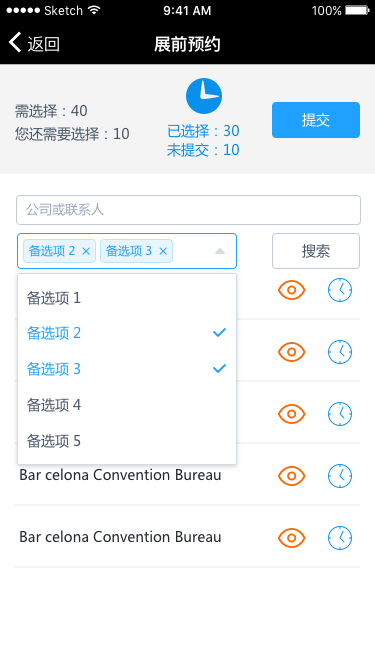 Sketch
9:41 AM
100%
返回
展前预约
需选择：40
您还需要选择：10
已选择：30
未提交：10
提交
公司或联系人
备选项 2 ×
备选项 3 ×
搜索
备选项 1
备选项 2
备选项 3
备选项 4
备选项 5
Bar celona Convention Bureau
Bar celona Convention Bureau